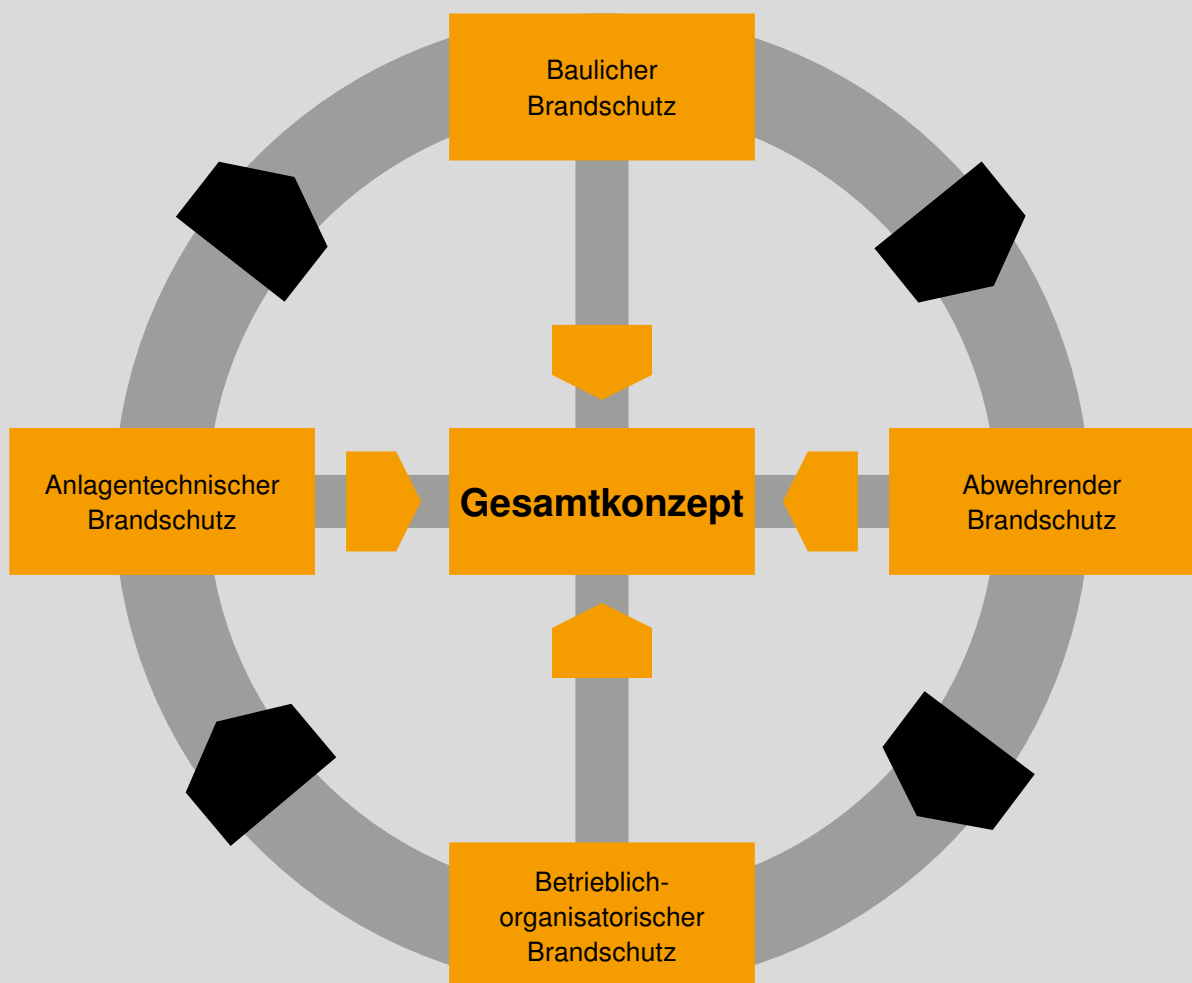 Baulicher
Brandschutz
Anlagentechnischer
Brandschutz
Gesamtkonzept
Abwehrender
Brandschutz
Betrieblich-
organisatorischer
Brandschutz